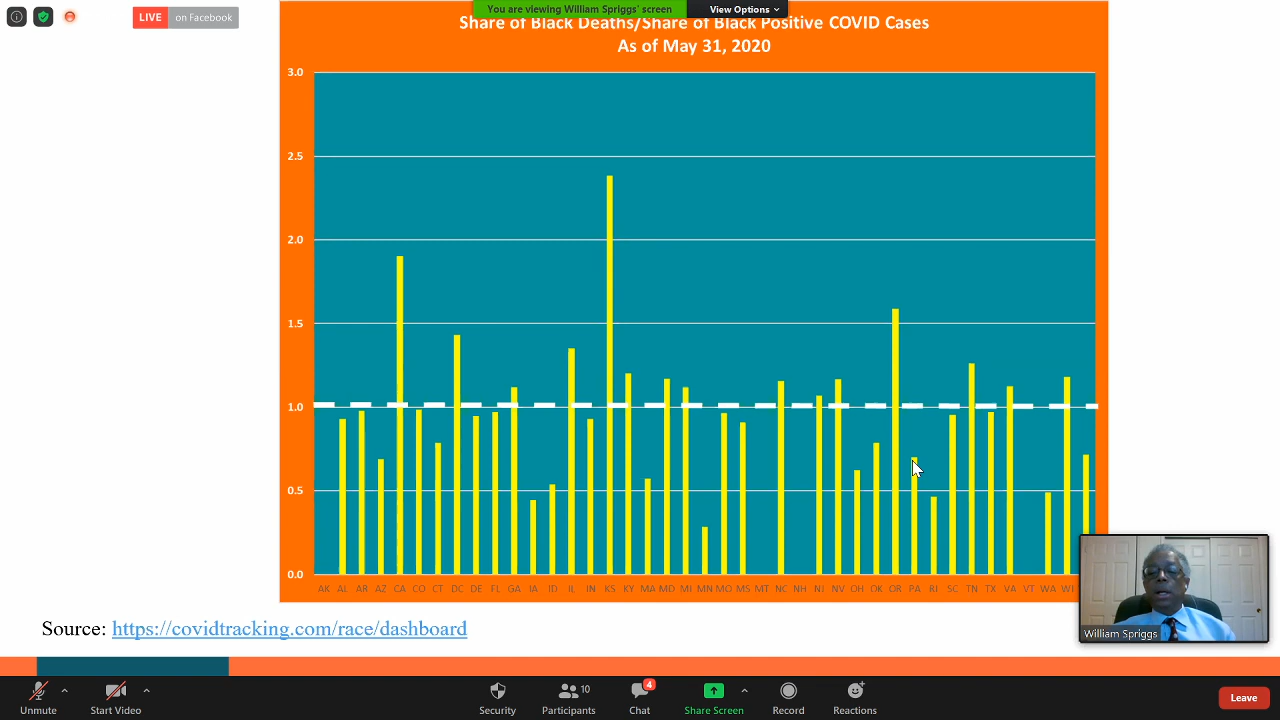 LIVE on Facebook
You are viewing William Spriggs' screen
View Options
Share of Black Deaths/Share of Black Positive COVID Cases
As of May 31, 2020
3.0
2.5
2.0
1.5
1.0
0.5
0.0
AK AL AR AZ CA CO CT DC DE FL GA IA ID IL IN KS KY MA MD MI MN MO MS MT NC NH NJ NV OH OK OR PA RI SC TN TX VA VT WA WI
William Spriggs
Source: https://covidtracking.com/race/dashboard
Unmute
Start Video
Security
Participants 10
Chat 4
Share Screen
Record
Reactions
Leave